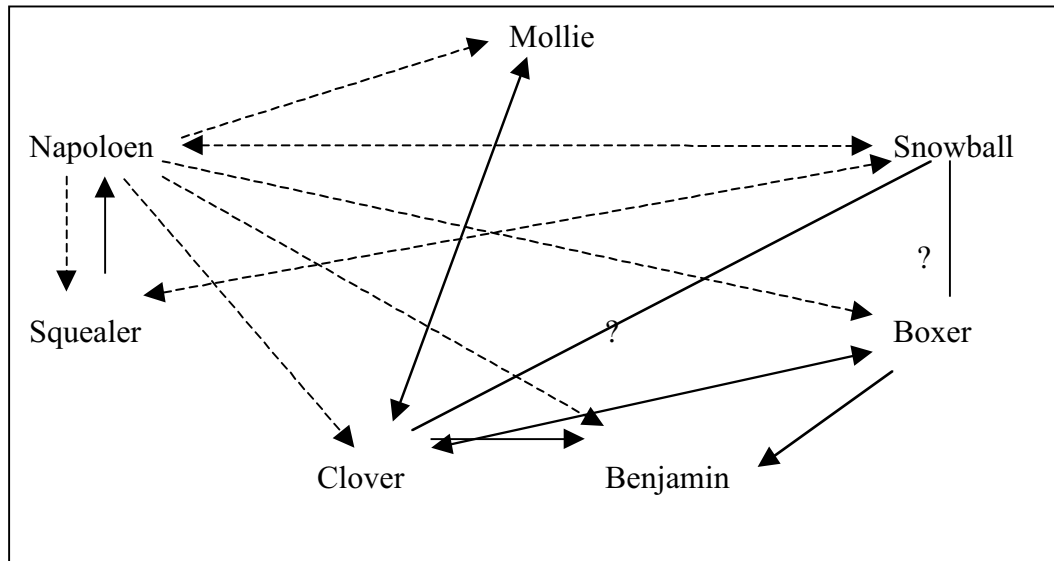 Mollie
Napoloen Snowball
?
Squealer ? Boxer
Clover Benjamin